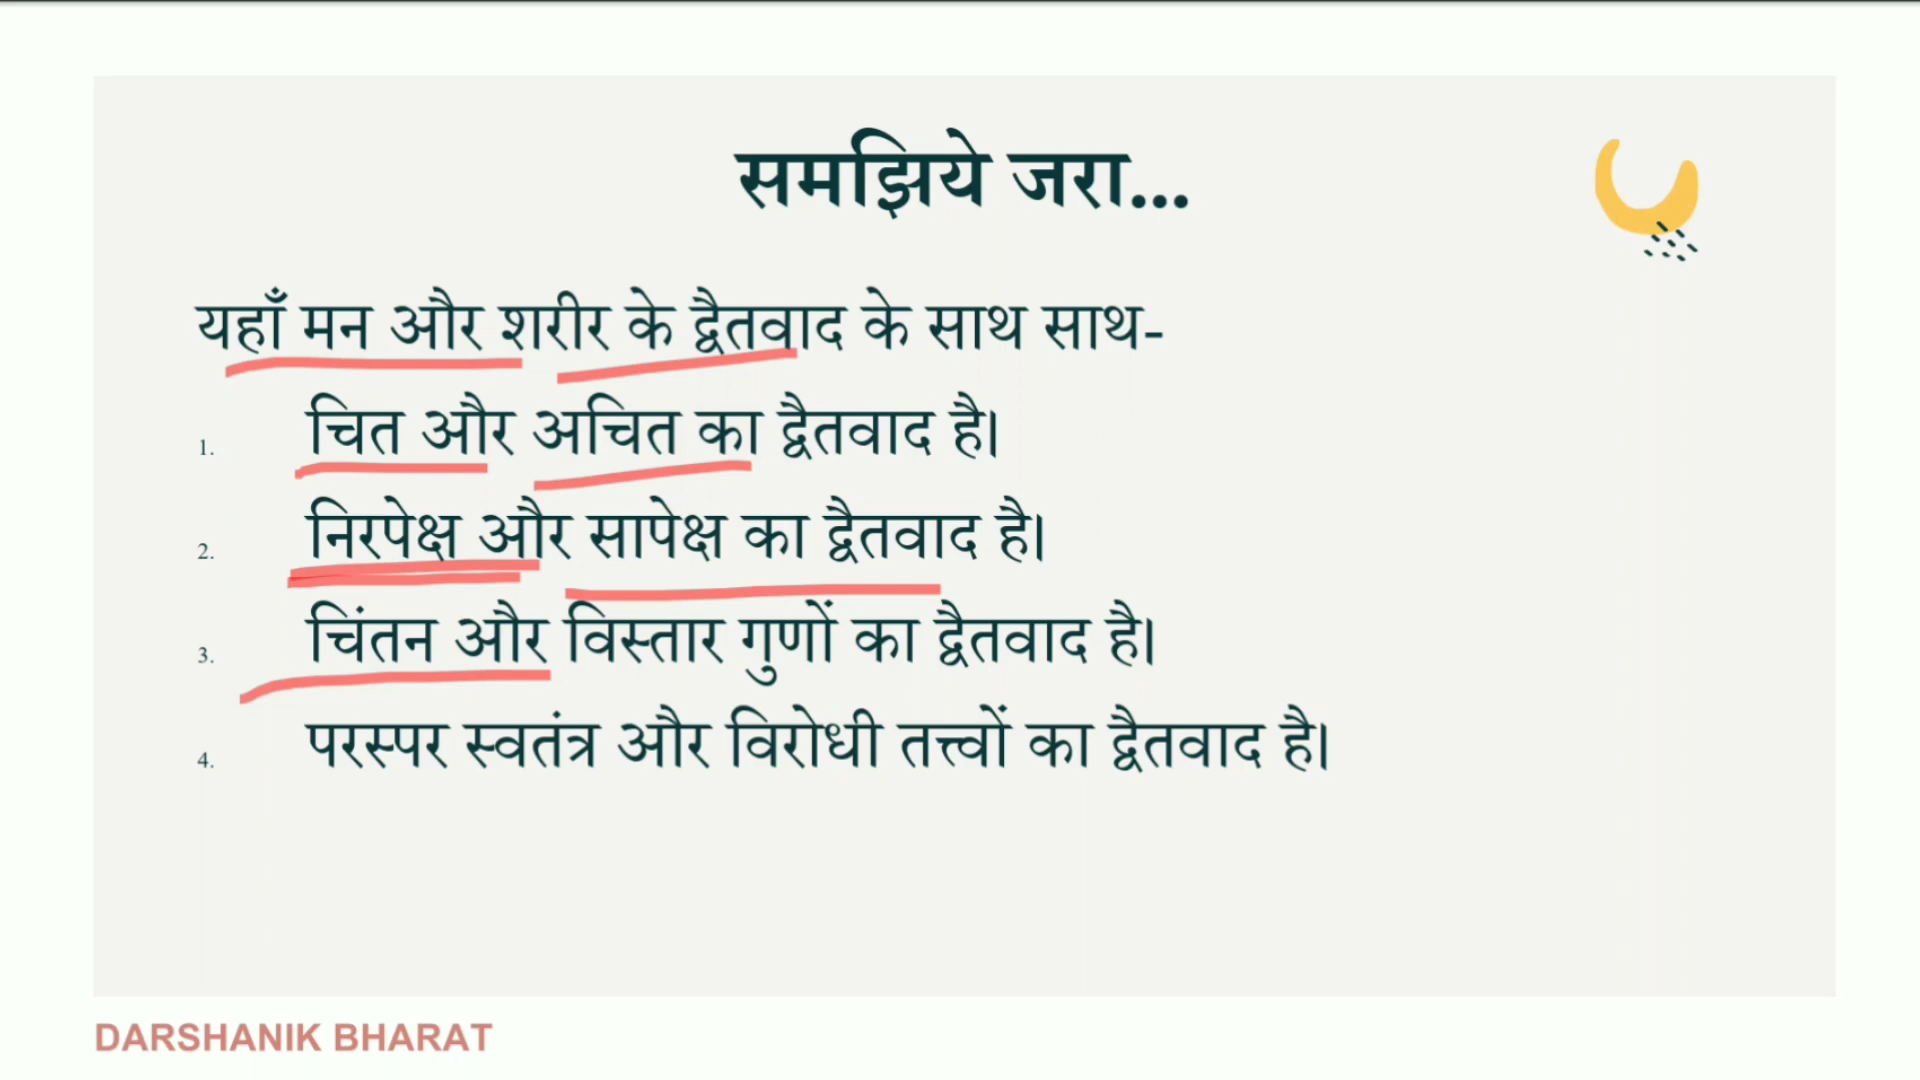 समझिये जरा...
यहाँ मन और शरीर के द्वैतवाद के साथ साथ-
1. चित और अचित का द्वैतवाद है।
2. निरपेक्ष और सापेक्ष का द्वैतवाद है।
3. चिंतन और विस्तार गुणों का द्वैतवाद है।
4. परस्पर स्वतंत्र और विरोधी तत्त्वों का द्वैतवाद है।
DARSHANIK BHARAT